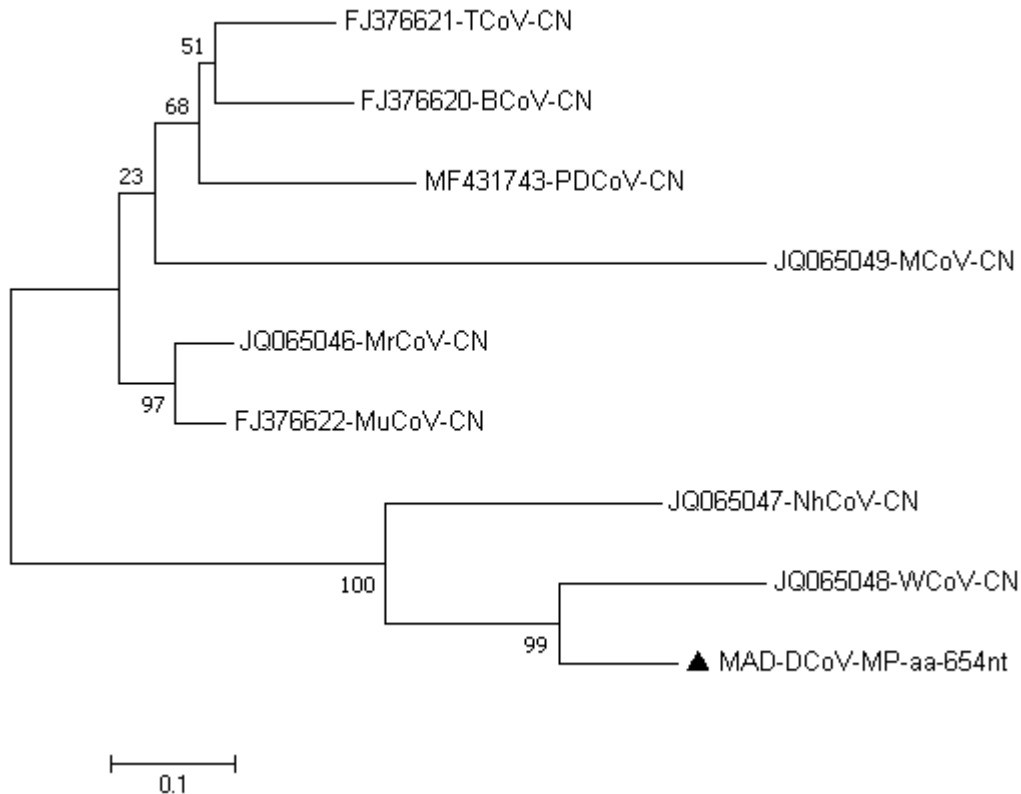 FJ376621-TCoV-CN
51
FJ376620-BCoV-CN
68
MF431743-PDCoV-CN
23
JQ065049-MCoV-CN
JQ065046-MrCoV-CN
97
FJ376622-MuCoV-CN
JQ065047-NhCoV-CN
100
JQ065048-WCoV-CN
99
▲ MAD-DCoV-MP-aa-654nt
0.1